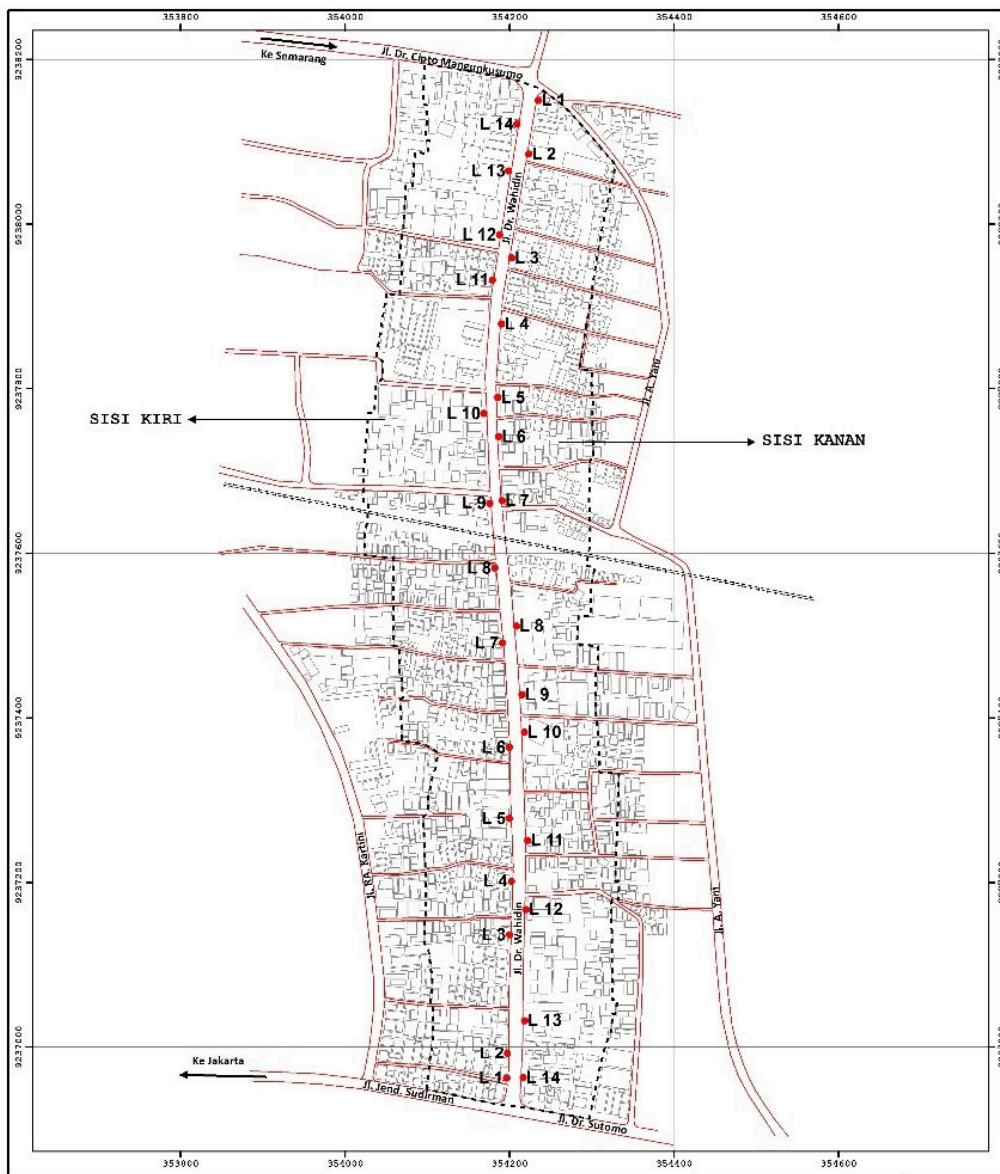 353800
354000
354200
354400
354600
9238200
Jl. Dr. Cipto Mangunkusumo
Ke Semarang
L 1
L 14
L 2
L 13
Jl. Dr. Wahidin
9238000
L 12
L 3
L 11
L 4
9237800
Jl. A. Yani
L 5
L 10
SISI KIRI
L 6
SISI KANAN
L 9
L 7
9237600
L 8
L 8
L 7
L 9
9237400
L 10
L 6
L 5
L 11
Jl. RA. Kartini
9237200
L 4
L 12
Jl. A. Yani
L 3
Jl. Dr. Wahidin
L 13
9237000
L 2
Ke Jakarta
L 1
L 14
Jl. Jend. Sudirman
Jl. Dr. Sutomo
353800
354000
354200
354400
354600